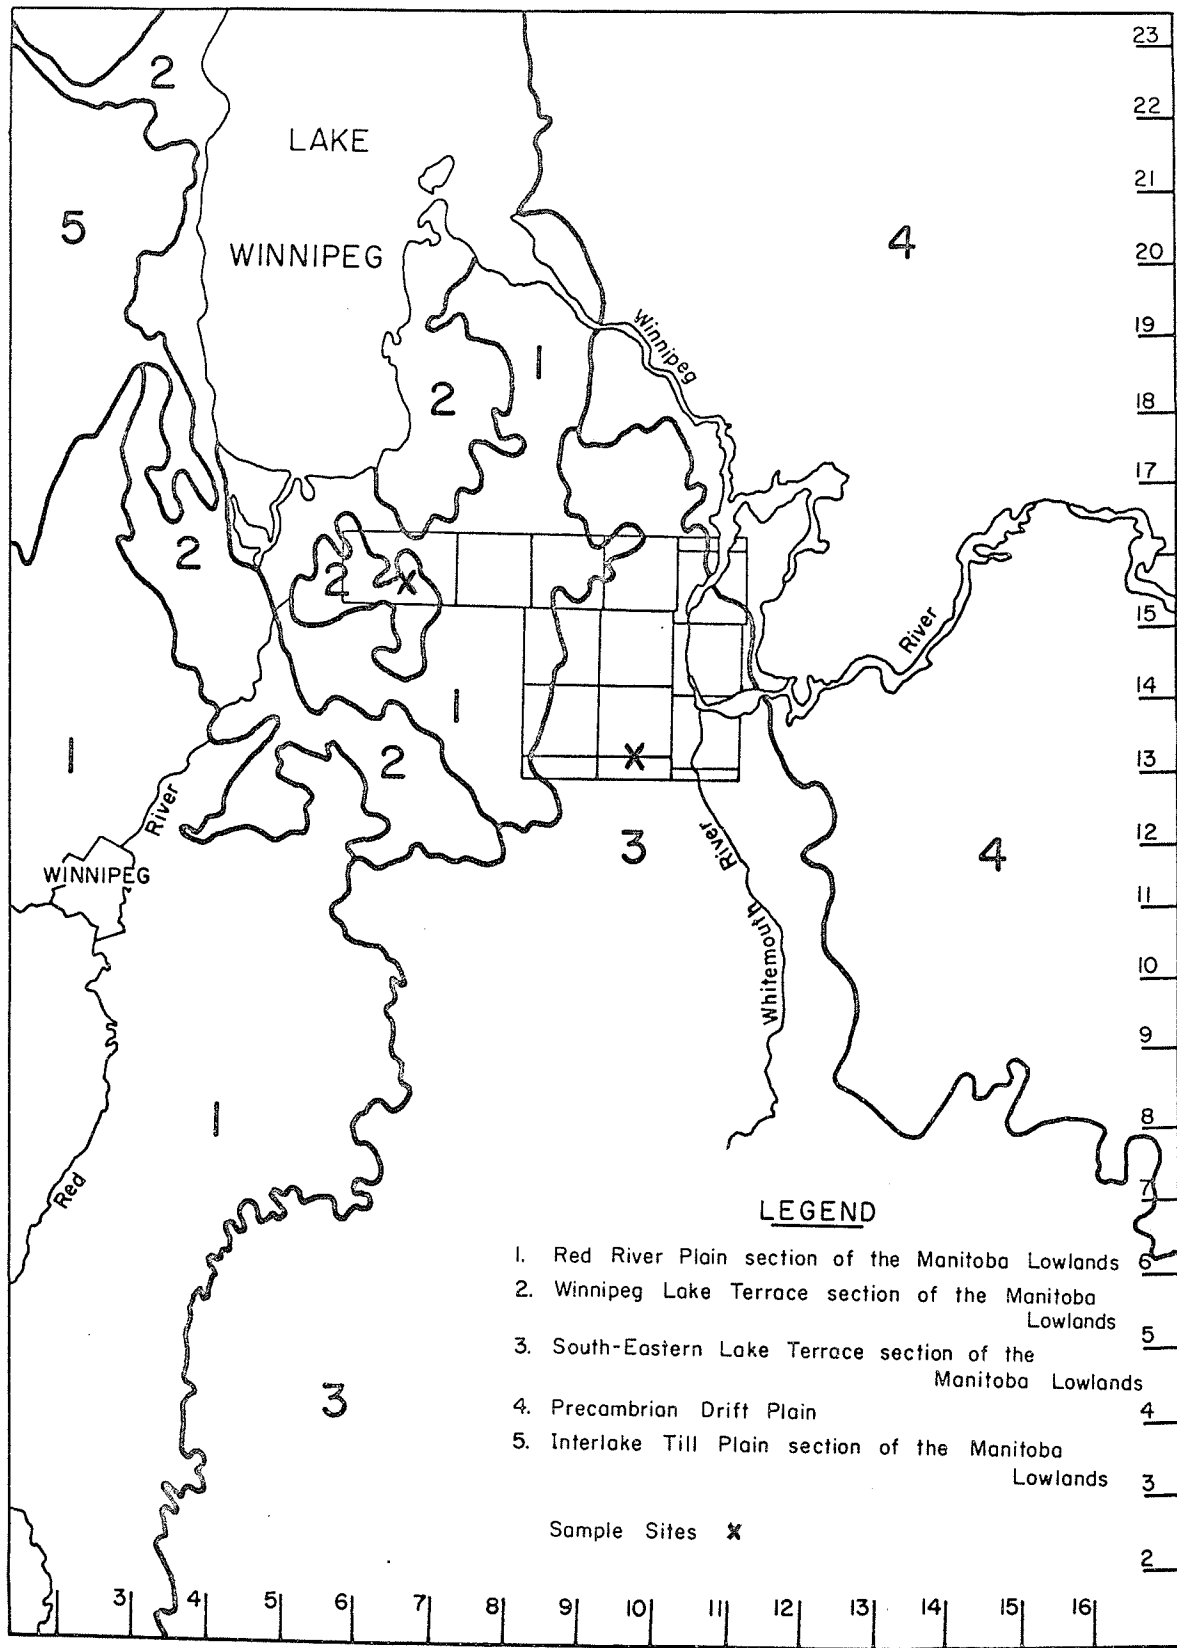 23
2
22
LAKE
21
5
4
WINNIPEG
20
Winnipeg
19
1
2
18
17
2
2
X
River
15
1
14
1
2
X
13
River
3
4
12
River
WINNIPEG
11
Whitemouth
10
9
1
8
Red
7
LEGEND
1. Red River Plain section of the Manitoba Lowlands
6
2. Winnipeg Lake Terrace section of the Manitoba
Lowlands
5
3. South-Eastern Lake Terrace section of the
Manitoba Lowlands
3
4. Precambrian Drift Plain
4
5. Interlake Till Plain section of the Manitoba
Lowlands
3
Sample Sites X
2
3 4 5 6 7 8 9 10 11 12 13 14 15 16